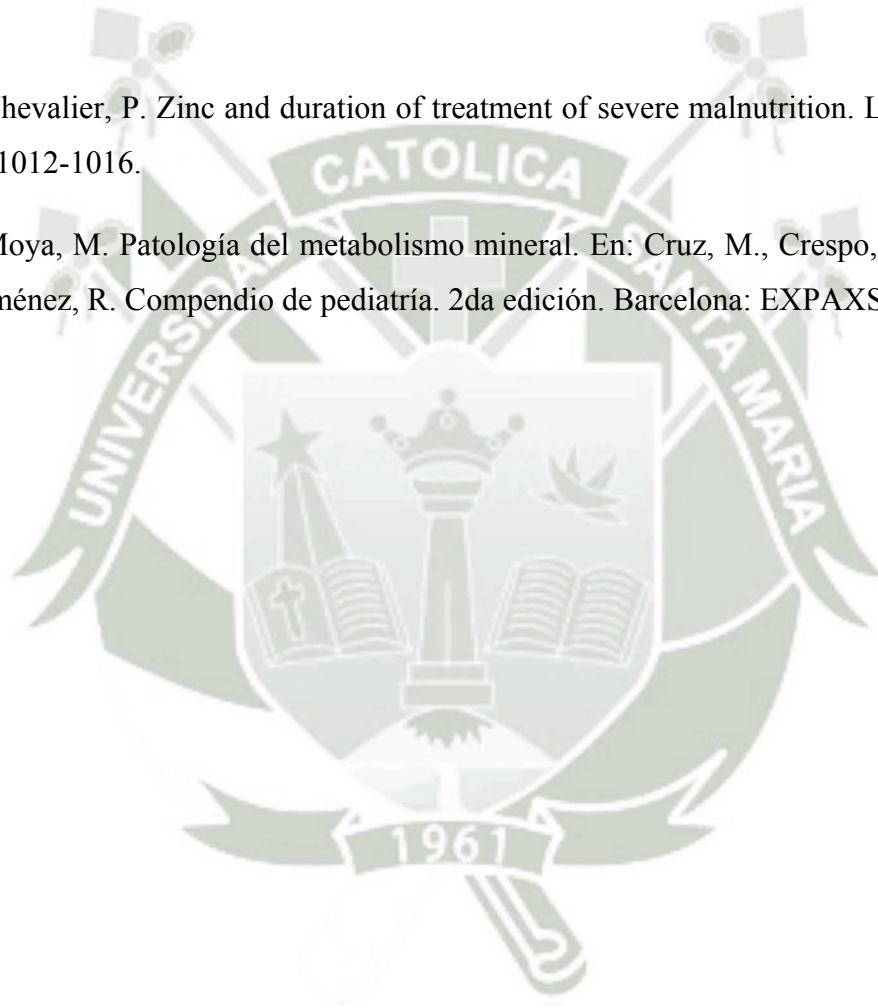 hevalier, P. Zinc and duration of treatment of severe malnutrition. L
1012-1016.
Moya, M. Patología del metabolismo mineral. En: Cruz, M., Crespo,
ménez, R. Compendio de pediatría. 2da edición. Barcelona: EXPAXS
UNIVERSIDAD CATOLICA SANTA MARIA
1961